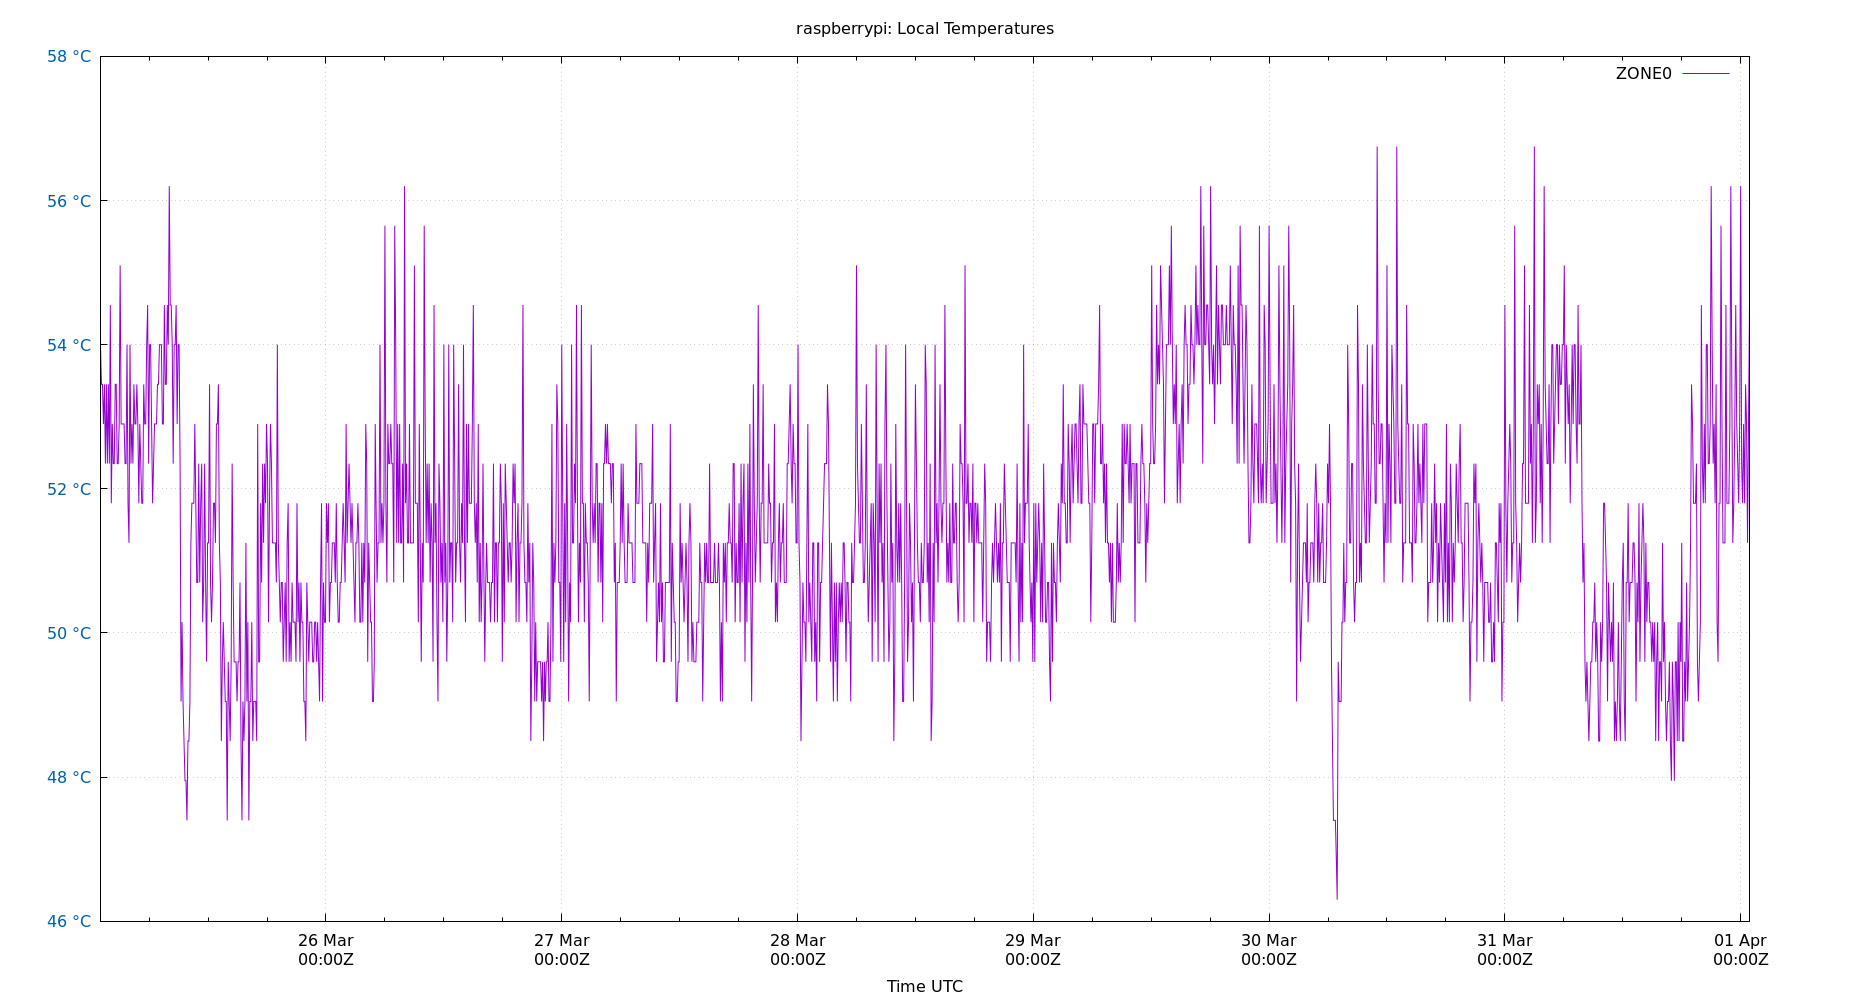 raspberrypi: Local Temperatures
58 °C
ZONE0
56 °C
54 °C
52 °C
50 °C
48 °C
46 °C
26 Mar 27 Mar 28 Mar 29 Mar 30 Mar 31 Mar 01 Apr
00:00Z 00:00Z 00:00Z 00:00Z 00:00Z 00:00Z 00:00Z
Time UTC